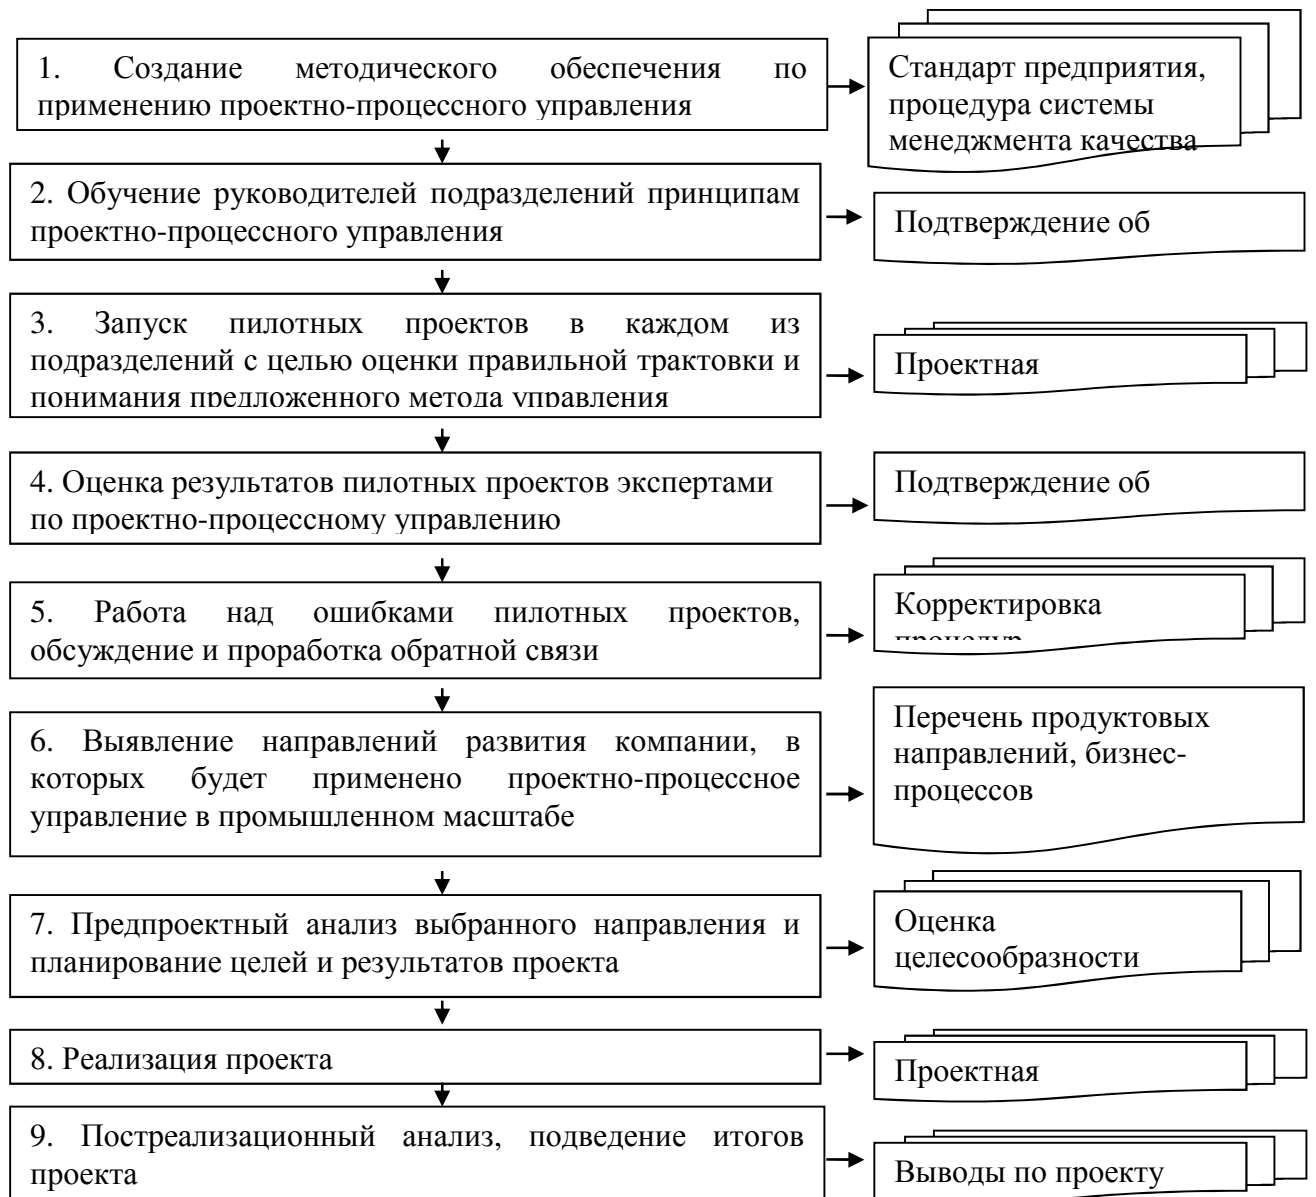 1. Создание методического обеспечения по
применению проектно-процессного управления
Стандарт предприятия,
процедура системы
менеджмента качества
2. Обучение руководителей подразделений принципам
проектно-процессного управления
Подтверждение об
3. Запуск пилотных проектов в каждом из
подразделений с целью оценки правильной трактовки и
понимания предложенного метода управления
Проектная
4. Оценка результатов пилотных проектов экспертами
по проектно-процессному управлению
Подтверждение об
5. Работа над ошибками пилотных проектов,
обсуждение и проработка обратной связи
Корректировка
процедур
6. Выявление направлений развития компании, в
которых будет применено проектно-процессное
управление в промышленном масштабе
Перечень продуктовых
направлений, бизнес-
процессов
7. Предпроектный анализ выбранного направления и
планирование целей и результатов проекта
Оценка
целесообразности
8. Реализация проекта
Проектная
9. Постреализационный анализ, подведение итогов
проекта
Выводы по проекту